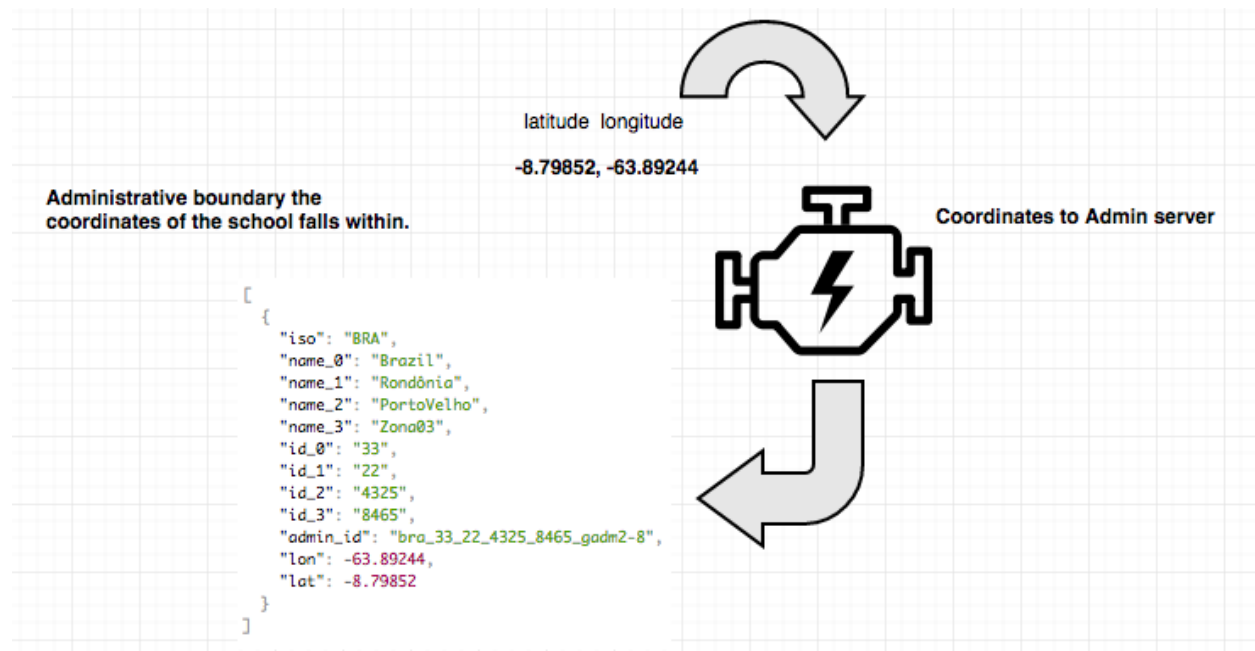 latitude  longitude
-8.79852, -63.89244
Administrative boundary the
coordinates of the school falls within.
Coordinates to Admin server
[
  {
    "iso": "BRA",
    "name_0": "Brazil",
    "name_1": "Rondônia",
    "name_2": "PortoVelho",
    "name_3": "Zona03",
    "id_0": "33",
    "id_1": "22",
    "id_2": "4325",
    "id_3": "8465",
    "admin_id": "bra_33_22_4325_8465_gadm2-8",
    "lon": -63.89244,
    "lat": -8.79852
  }
]